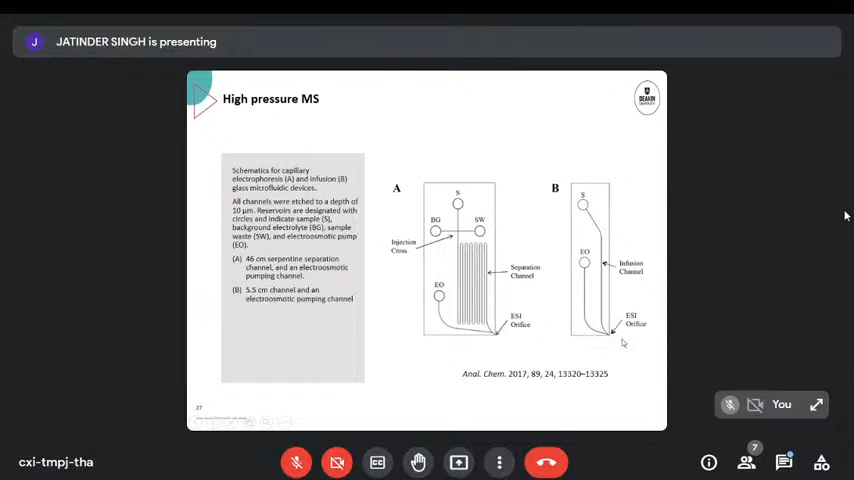 J JATINDER SINGH is presenting
High pressure MS
DEAKIN
UNIVERSITY
Schematics for capillary
electrophoresis (A) and infusion (B)
glass microfluidic devices.
All channels were etched to a depth of
10 µm. Reservoirs are designated with
circles and indicate sample (S),
background electrolyte (BG), sample
waste (SW), and electroosmotic pump
(EO).
(A) 46 cm serpentine separation
channel, and an electroosmotic
pumping channel.
(B) 5.5 cm channel and an
electroosmotic pumping channel
A
S
BG
SW
Injection
Cross
Separation
Channel
EO
ESI
Orifice
B
S
EO
Infusion
Channel
ESI
Orifice
Anal. Chem. 2017, 89, 24, 13320–13325
27
You
7
cxi-tmpj-tha